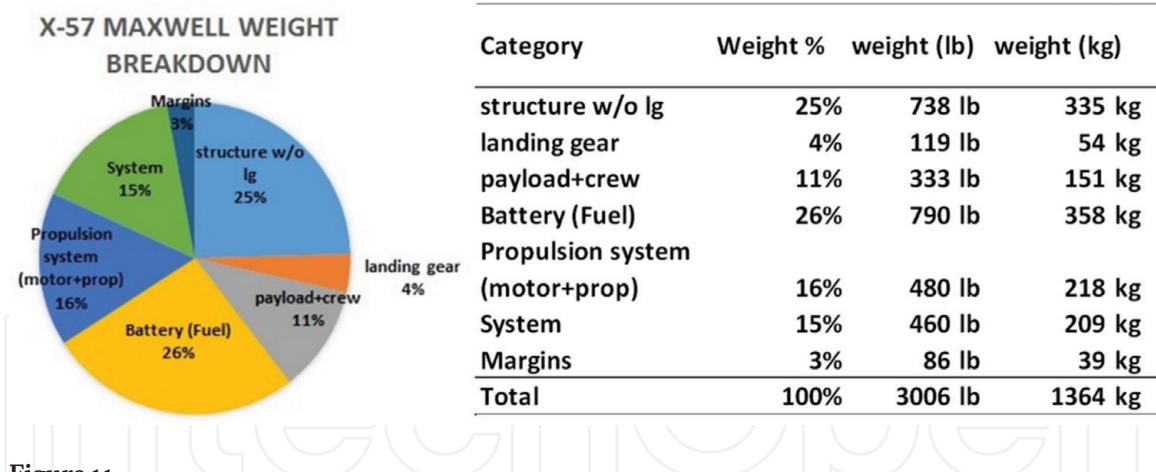 X-57 MAXWELL WEIGHT
BREAKDOWN
Margins
3%
structure w/o
lg
25%
System
15%
Propulsion
system
(motor+prop)
16%
landing gear
4%
payload+crew
11%
Battery (Fuel)
26%
Category Weight % weight (lb) weight (kg)
structure w/o lg 25% 738 lb 335 kg
landing gear 4% 119 lb 54 kg
payload+crew 11% 333 lb 151 kg
Battery (Fuel) 26% 790 lb 358 kg
Propulsion system
(motor+prop) 16% 480 lb 218 kg
System 15% 460 lb 209 kg
Margins 3% 86 lb 39 kg
Total 100% 3006 lb 1364 kg
IntechOpen
Figure 11